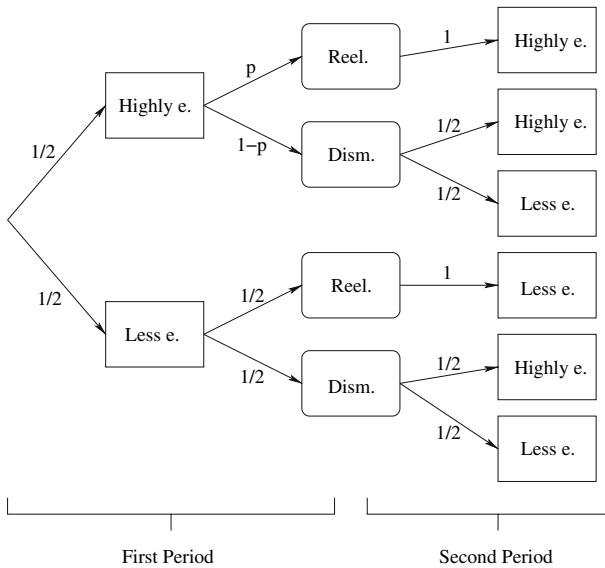 1/2
1/2
Highly e.
Less e.
p
1−p
1/2
1/2
Reel.
Dism.
Reel.
Dism.
1
1/2
1/2
1
1/2
1/2
Highly e.
Highly e.
Less e.
Less e.
Highly e.
Less e.
First Period
Second Period